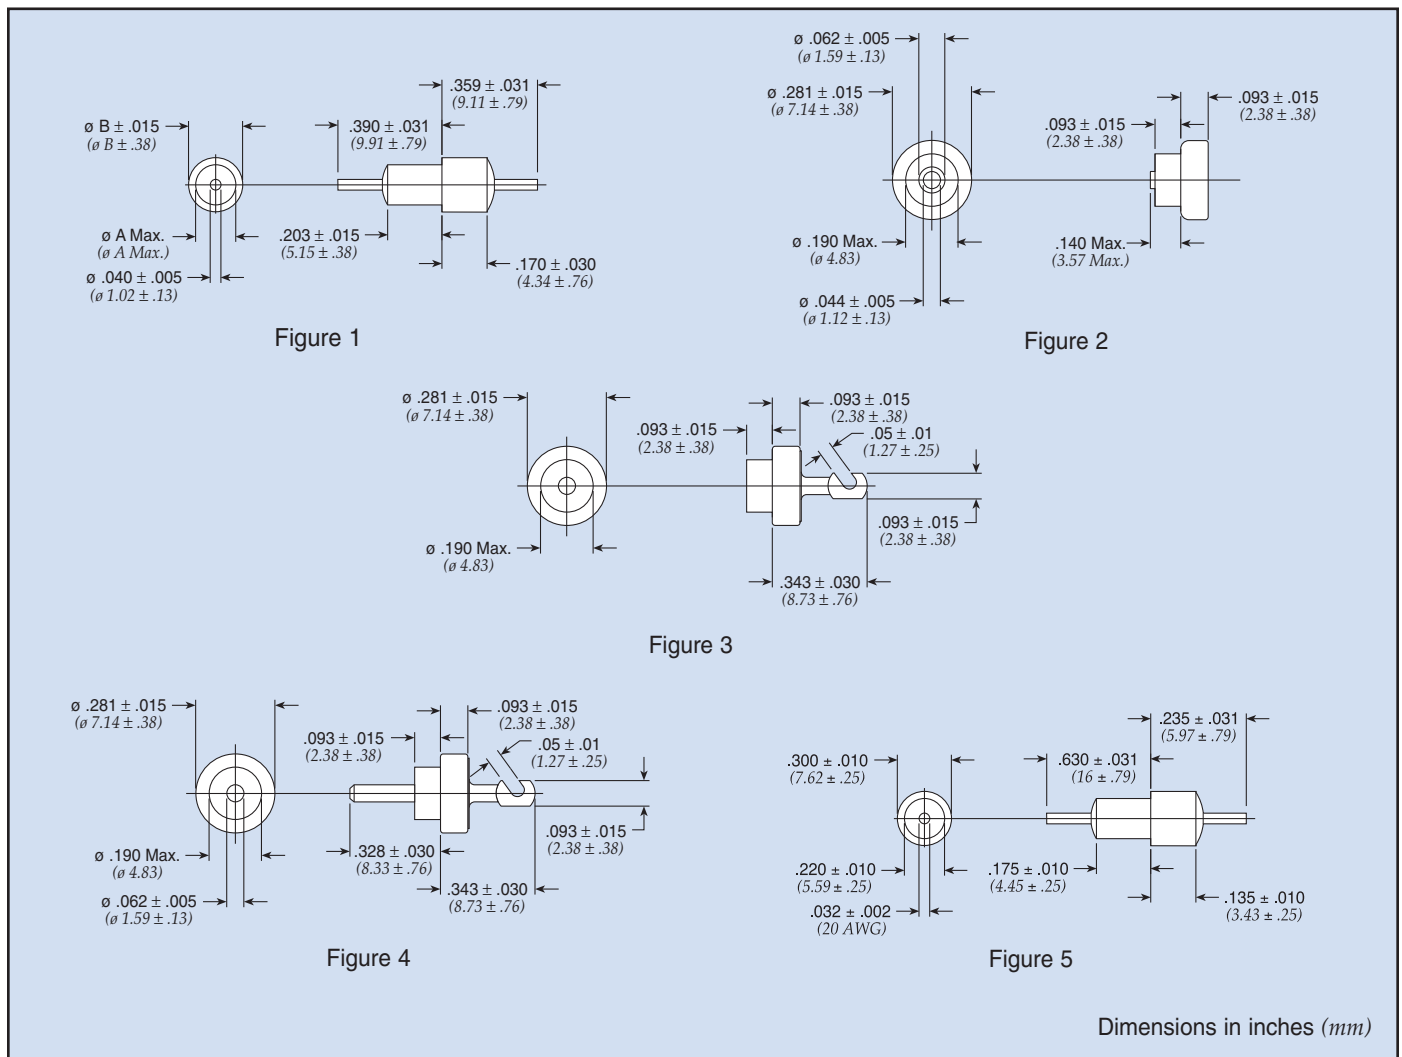 .359 ± .031
(9.11 ± .79)
ø B ± .015
(ø B ± .38)
.390 ± .031
(9.91 ± .79)
ø A Max.
(ø A Max.)
.203 ± .015
(5.15 ± .38)
ø .040 ± .005
(ø 1.02 ± .13)
.170 ± .030
(4.34 ± .76)
Figure 1
ø .062 ± .005
(ø 1.59 ± .13)
ø .281 ± .015
(ø 7.14 ± .38)
.093 ± .015
(2.38 ± .38)
.093 ± .015
(2.38 ± .38)
ø .190 Max.
(ø 4.83)
.140 Max.
(3.57 Max.)
ø .044 ± .005
(ø 1.12 ± .13)
Figure 2
ø .281 ± .015
(ø 7.14 ± .38)
.093 ± .015
(2.38 ± .38)
.093 ± .015
(2.38 ± .38)
.05 ± .01
(1.27 ± .25)
.093 ± .015
(2.38 ± .38)
ø .190 Max.
(ø 4.83)
.343 ± .030
(8.73 ± .76)
Figure 3
ø .281 ± .015
(ø 7.14 ± .38)
.093 ± .015
(2.38 ± .38)
.093 ± .015
(2.38 ± .38)
.05 ± .01
(1.27 ± .25)
.093 ± .015
(2.38 ± .38)
ø .190 Max.
(ø 4.83)
.328 ± .030
(8.33 ± .76)
ø .062 ± .005
(ø 1.59 ± .13)
.343 ± .030
(8.73 ± .76)
Figure 4
.235 ± .031
(5.97 ± .79)
.300 ± .010
(7.62 ± .25)
.630 ± .031
(16 ± .79)
.220 ± .010
(5.59 ± .25)
.175 ± .010
(4.45 ± .25)
.135 ± .010
(3.43 ± .25)
.032 ± .002
(20 AWG)
Figure 5
Dimensions in inches (mm)